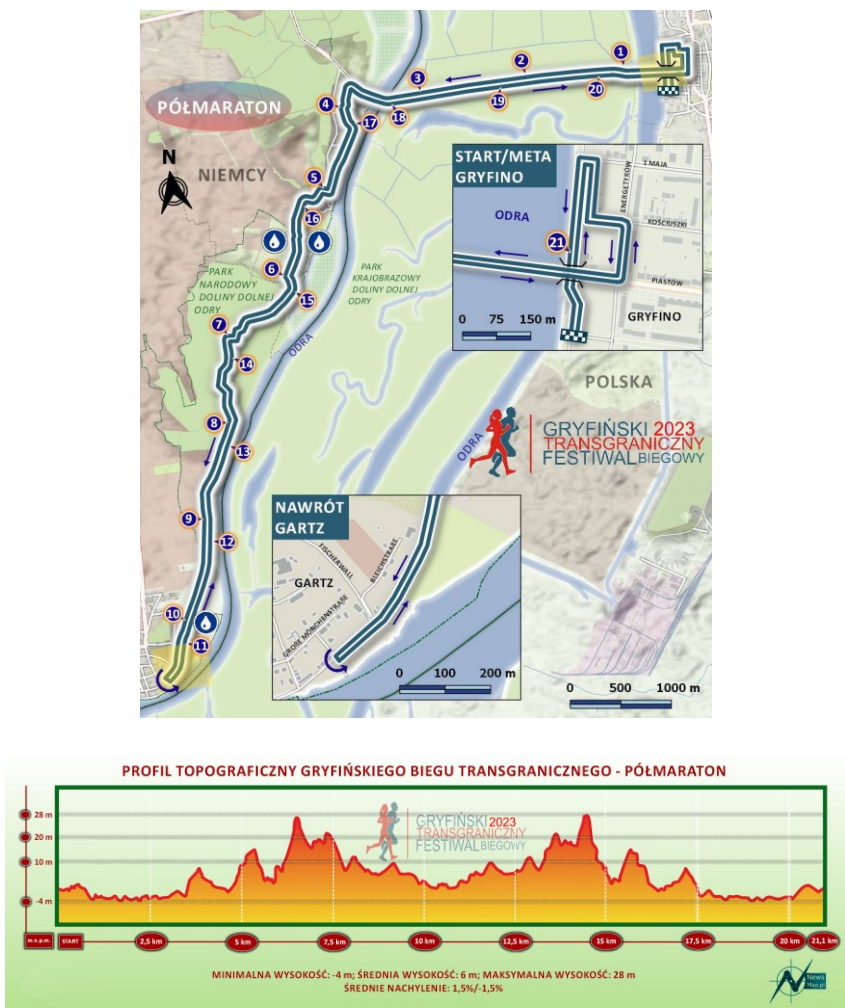 PÓŁMARATON
N
NIEMCY
1
2
3
4
5
6
7
8
9
10
11
12
13
14
15
16
17
18
19
20
PARK
NARODOWY
DOLINY DOLNEJ
ODRY
PARK
KRAJOBRAZOWY
DOLINY DOLNEJ
ODRY
ODRA
START/META
GRYFINO
ODRA
21
1 MAJA
ENERGETYKÓW
KOŚCIUSZKI
PIASTÓW
GRYFINO
0 75 150 m
POLSKA
ODRA
GRYFIŃSKI 2023
TRANSGRANICZNY
FESTIWAL BIEGOWY
NAWRÓT
GARTZ
FISCHERWALL
BLEICHSTRAßE
GARTZ
GROBE MÖNCHENSTRAßE
0 100 200 m
0 500 1000 m
PROFIL TOPOGRAFICZNY GRYFIŃSKIEGO BIEGU TRANSGRANICZNEGO - PÓŁMARATON
28 m
20 m
10 m
-4 m
GRYFIŃSKI 2023
TRANSGRANICZNY
FESTIWAL BIEGOWY
m n.p.m. START 2,5 km 5 km 7,5 km 10 km 12,5 km 15 km 17,5 km 20 km 21,1 km
MINIMALNA WYSOKOŚĆ: -4 m; ŚREDNIA WYSOKOŚĆ: 6 m; MAKSYMALNA WYSOKOŚĆ: 28 m
ŚREDNIE NACHYLENIE: 1,5%/-1,5%
News
Map.pl